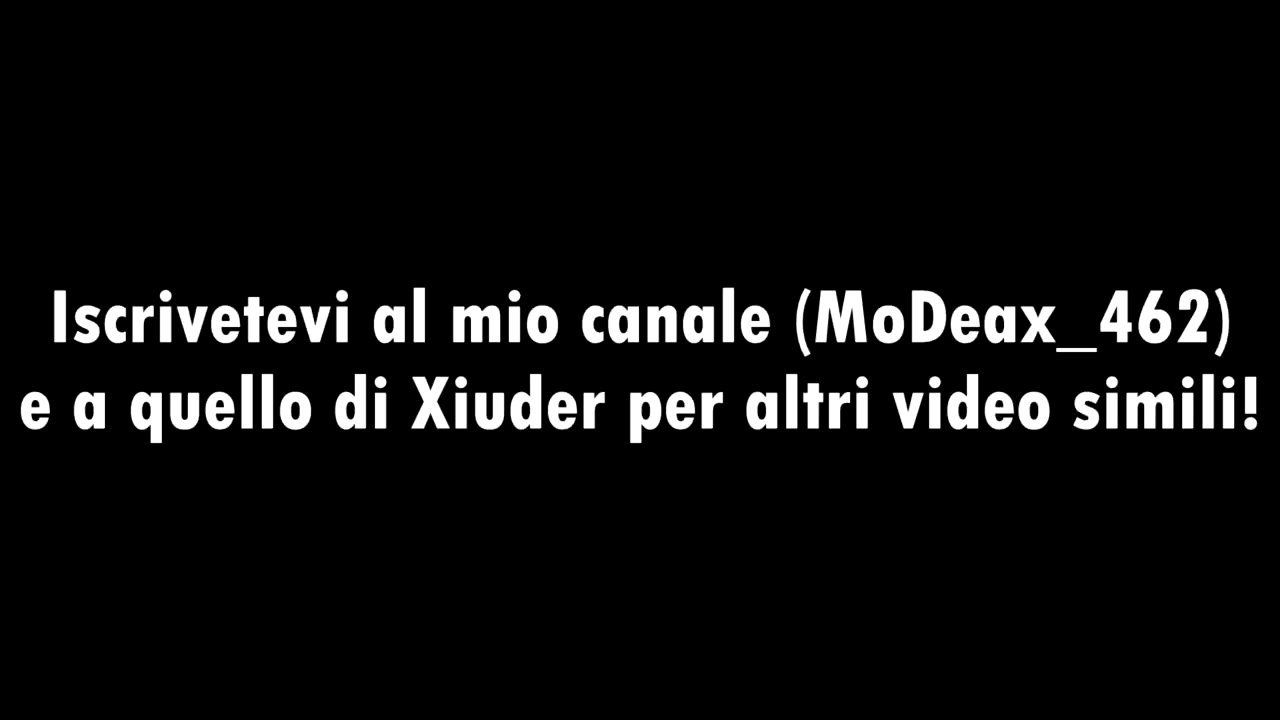 Iscrivetevi al mio canale (MoDeax_462)
e a quello di Xiuder per altri video simili!